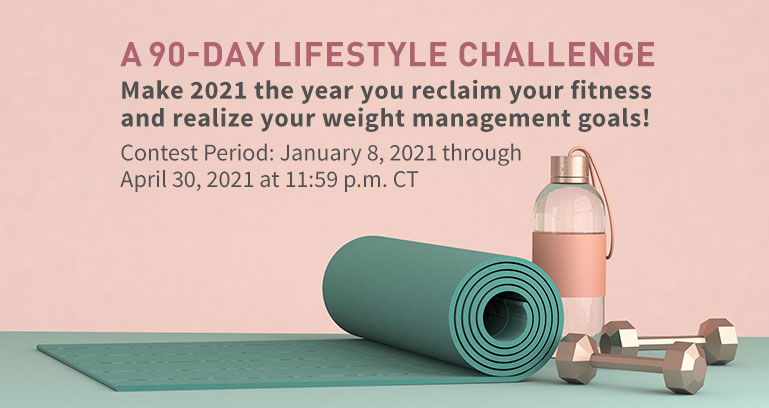 A 90-DAY LIFESTYLE CHALLENGE
Make 2021 the year you reclaim your fitness
and realize your weight management goals!
Contest Period: January 8, 2021 through
April 30, 2021 at 11:59 p.m. CT